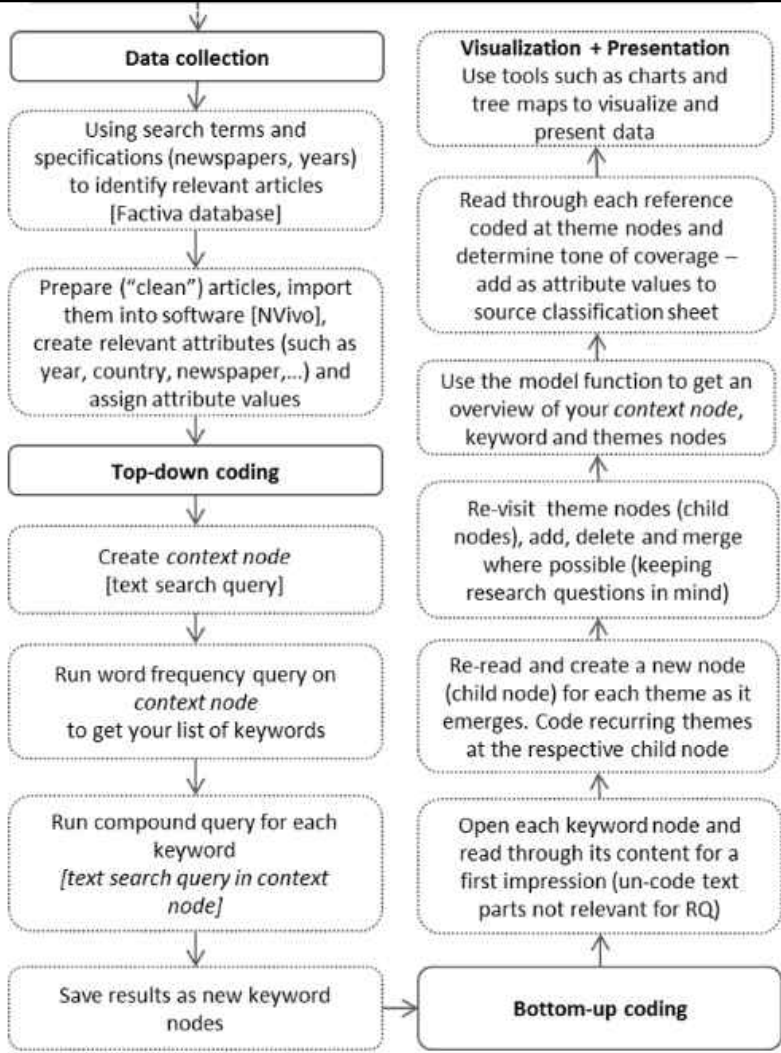 Data collection
Using search terms and
specifications (newspapers, years)
to identify relevant articles
[Factiva database]
Prepare (“clean”) articles, import
them into software [NVivo],
create relevant attributes (such as
year, country, newspaper,...) and
assign attribute values
Top-down coding
Create context node
[text search query]
Run word frequency query on
context node
to get your list of keywords
Run compound query for each
keyword
[text search query in context
node]
Save results as new keyword
nodes
Bottom-up coding
Open each keyword node and
read through its content for a
first impression (un-code text
parts not relevant for RQ)
Re-read and create a new node
(child node) for each theme as it
emerges. Code recurring themes
at the respective child node
Re-visit theme nodes (child
nodes), add, delete and merge
where possible (keeping
research questions in mind)
Use the model function to get an
overview of your context node,
keyword and themes nodes
Read through each reference
coded at theme nodes and
determine tone of coverage –
add as attribute values to
source classification sheet
Visualization + Presentation
Use tools such as charts and
tree maps to visualize and
present data